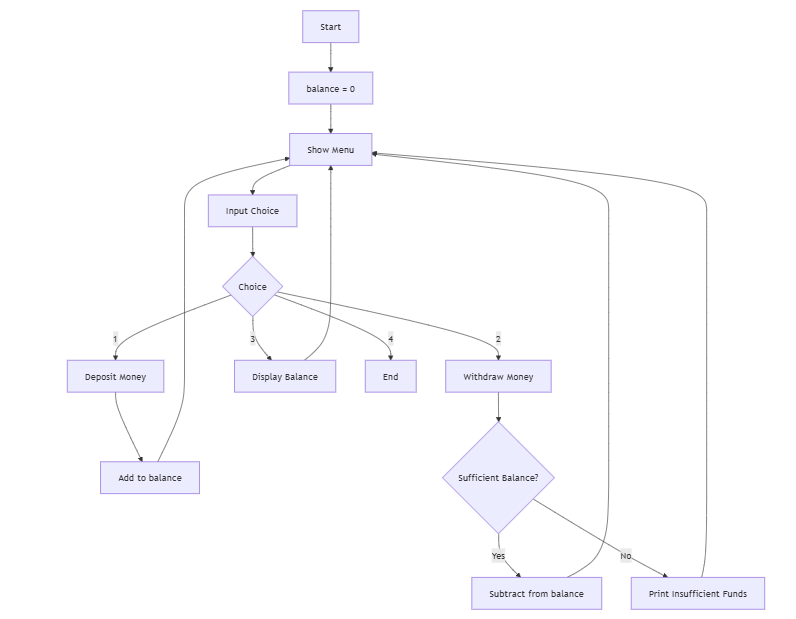 Start
balance = 0
Show Menu
Input Choice
Choice
1
3
4
2
Deposit Money
Display Balance
End
Withdraw Money
Add to balance
Sufficient Balance?
Yes
No
Subtract from balance
Print Insufficient Funds